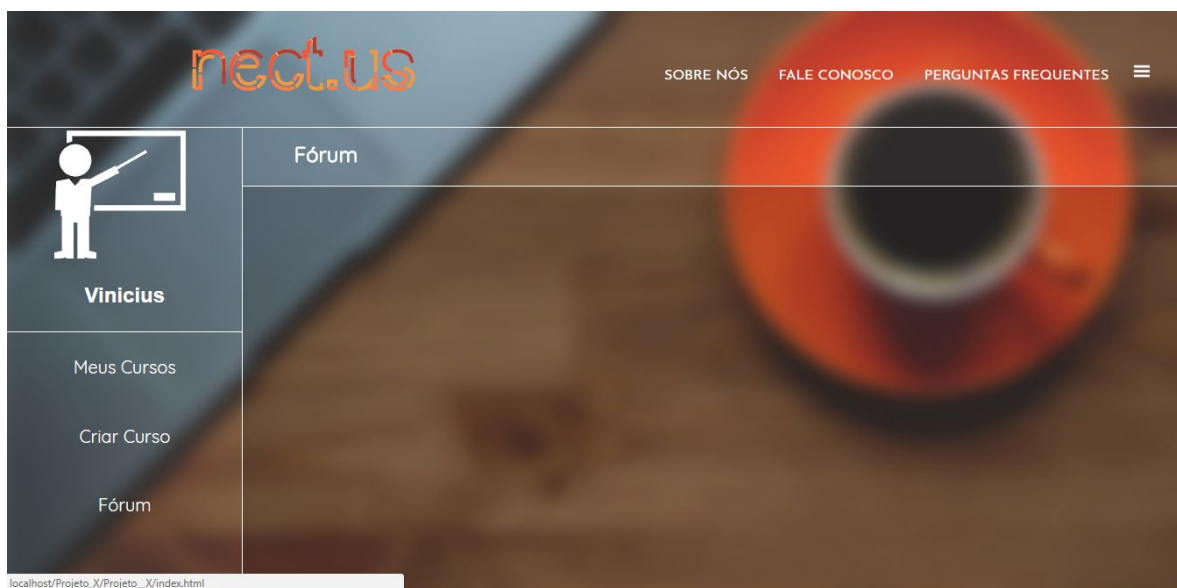 nect.us
SOBRE NÓS FALE CONOSCO PERGUNTAS FREQUENTES
Fórum
Vinicius
Meus Cursos
Criar Curso
Fórum
localhost/Projeto_X/Projeto__X/index.html